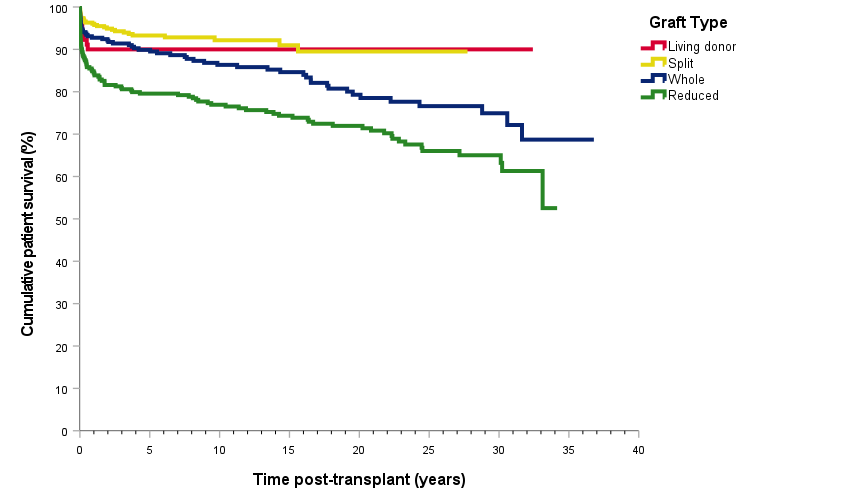 Graft Type
Living donor
Split
Whole
Reduced
Cumulative patient survival (%)
100
90
80
70
60
50
40
30
20
10
0
0 5 10 15 20 25 30 35 40
Time post-transplant (years)